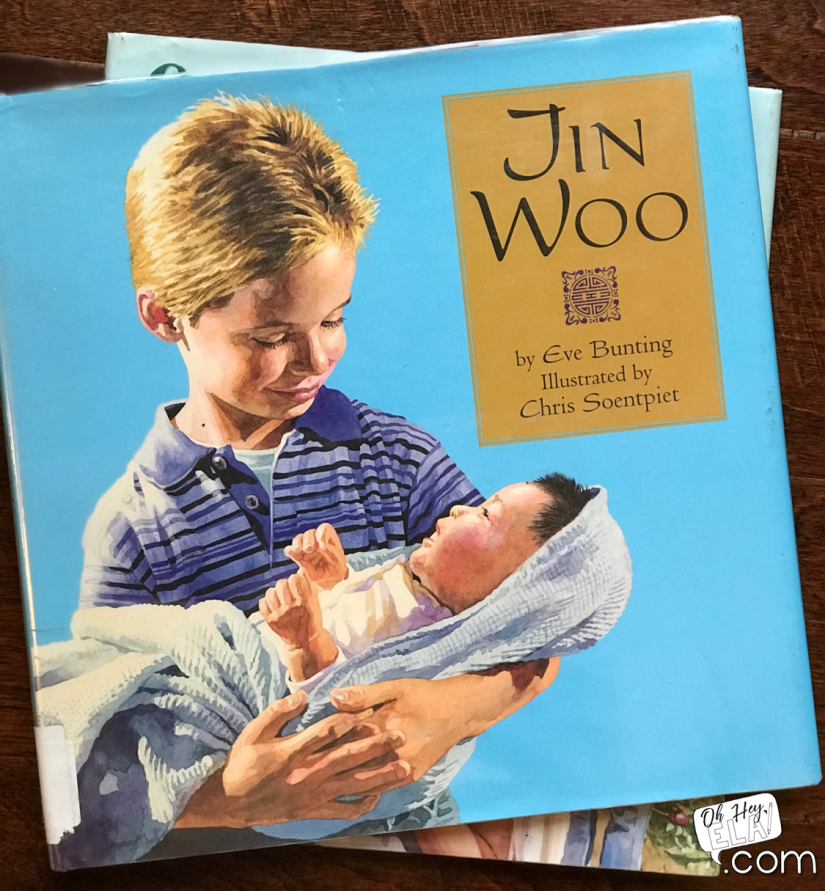 JIN
WOO
by Eve Bunting
Illustrated by
Chris Soentpiet
Oh Hey,
ELA!
.com